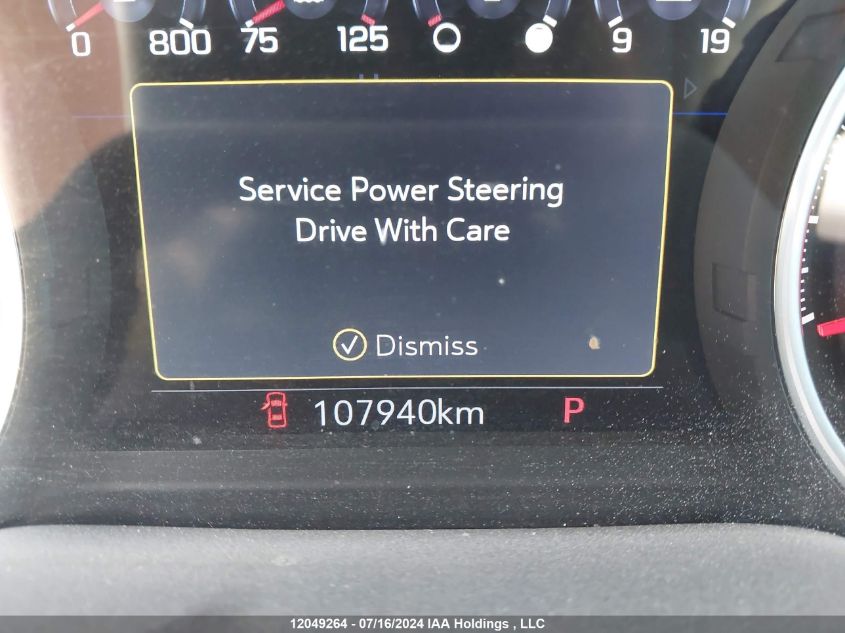 0 800 75 125 9 19
Service Power Steering
Drive With Care
Dismiss
107940km P
12049264 - 07/16/2024 IAA Holdings , LLC